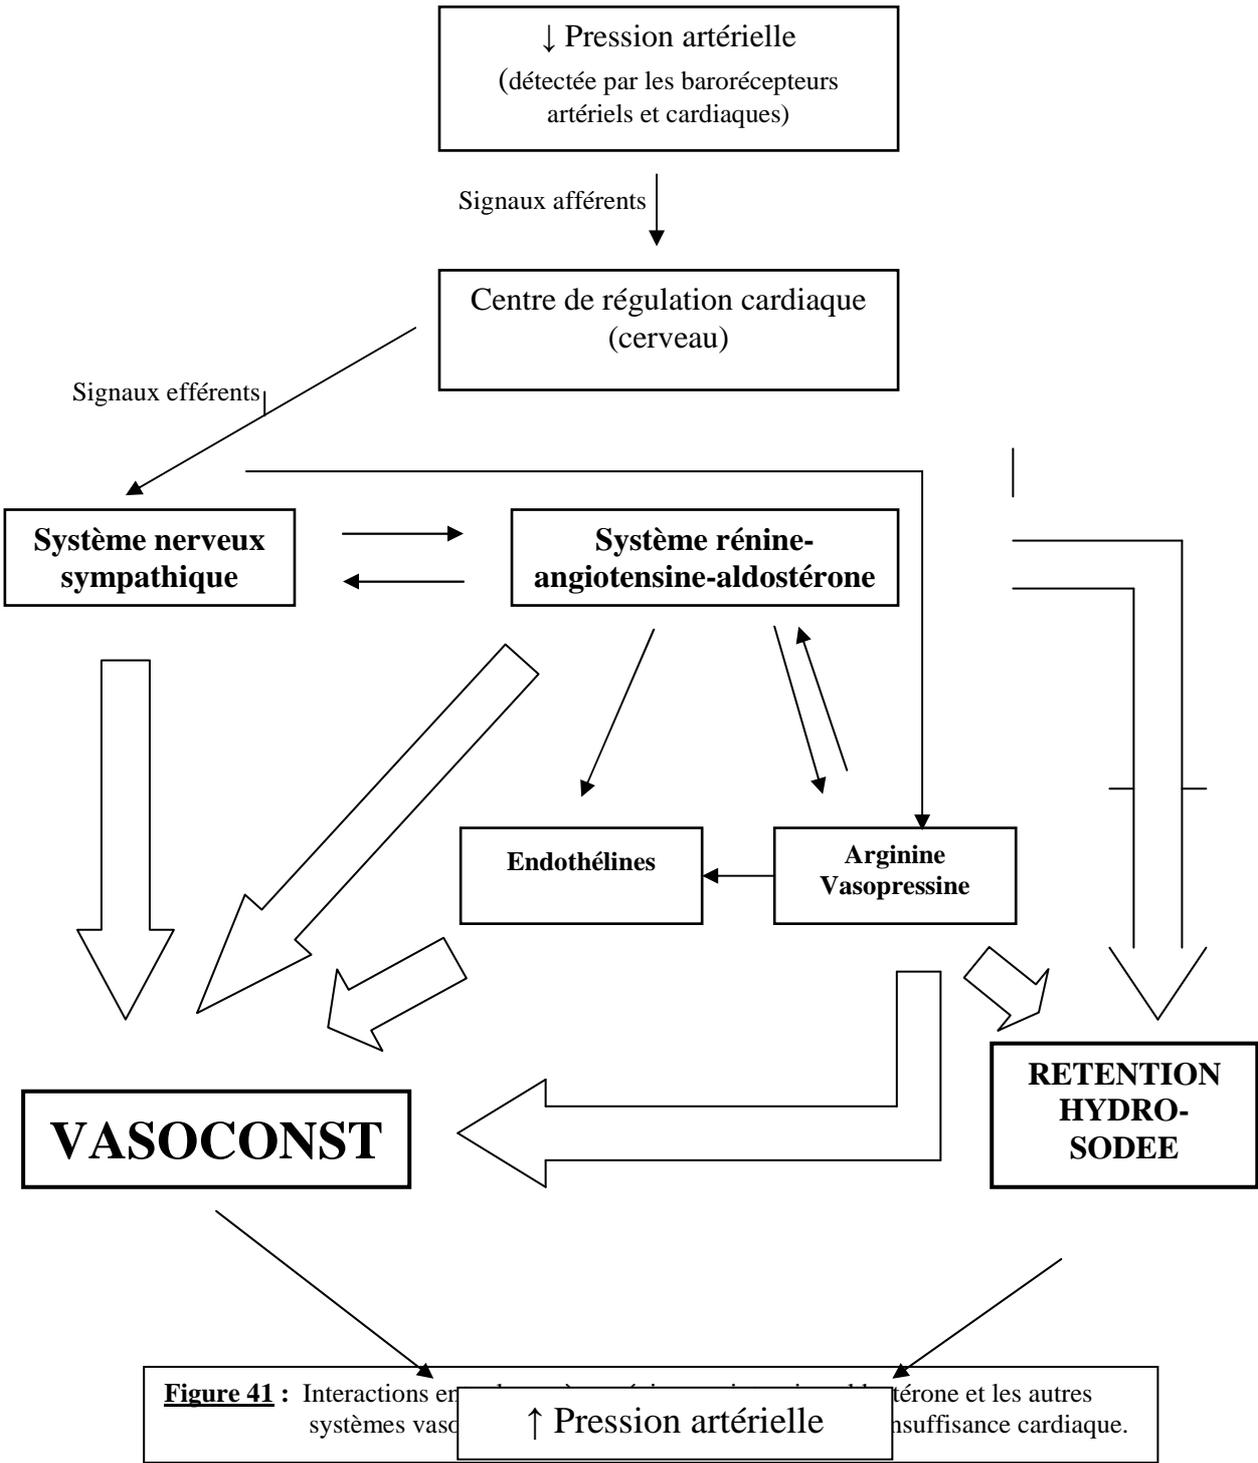 ↓ Pression artérielle
(détectée par les barorécepteurs
artériels et cardiaques)
Signaux afférents
Centre de régulation cardiaque
(cerveau)
Signaux efférents
Système nerveux
sympathique
Système rénine-
angiotensine-aldostérone
Endothélines
Arginine
Vasopressine
RETENTION
HYDRO-
SODEE
VASOCONST
Figure 41 : Interactions en térone et les autres
systèmes vaso nsuffisance cardiaque.
↑ Pression artérielle